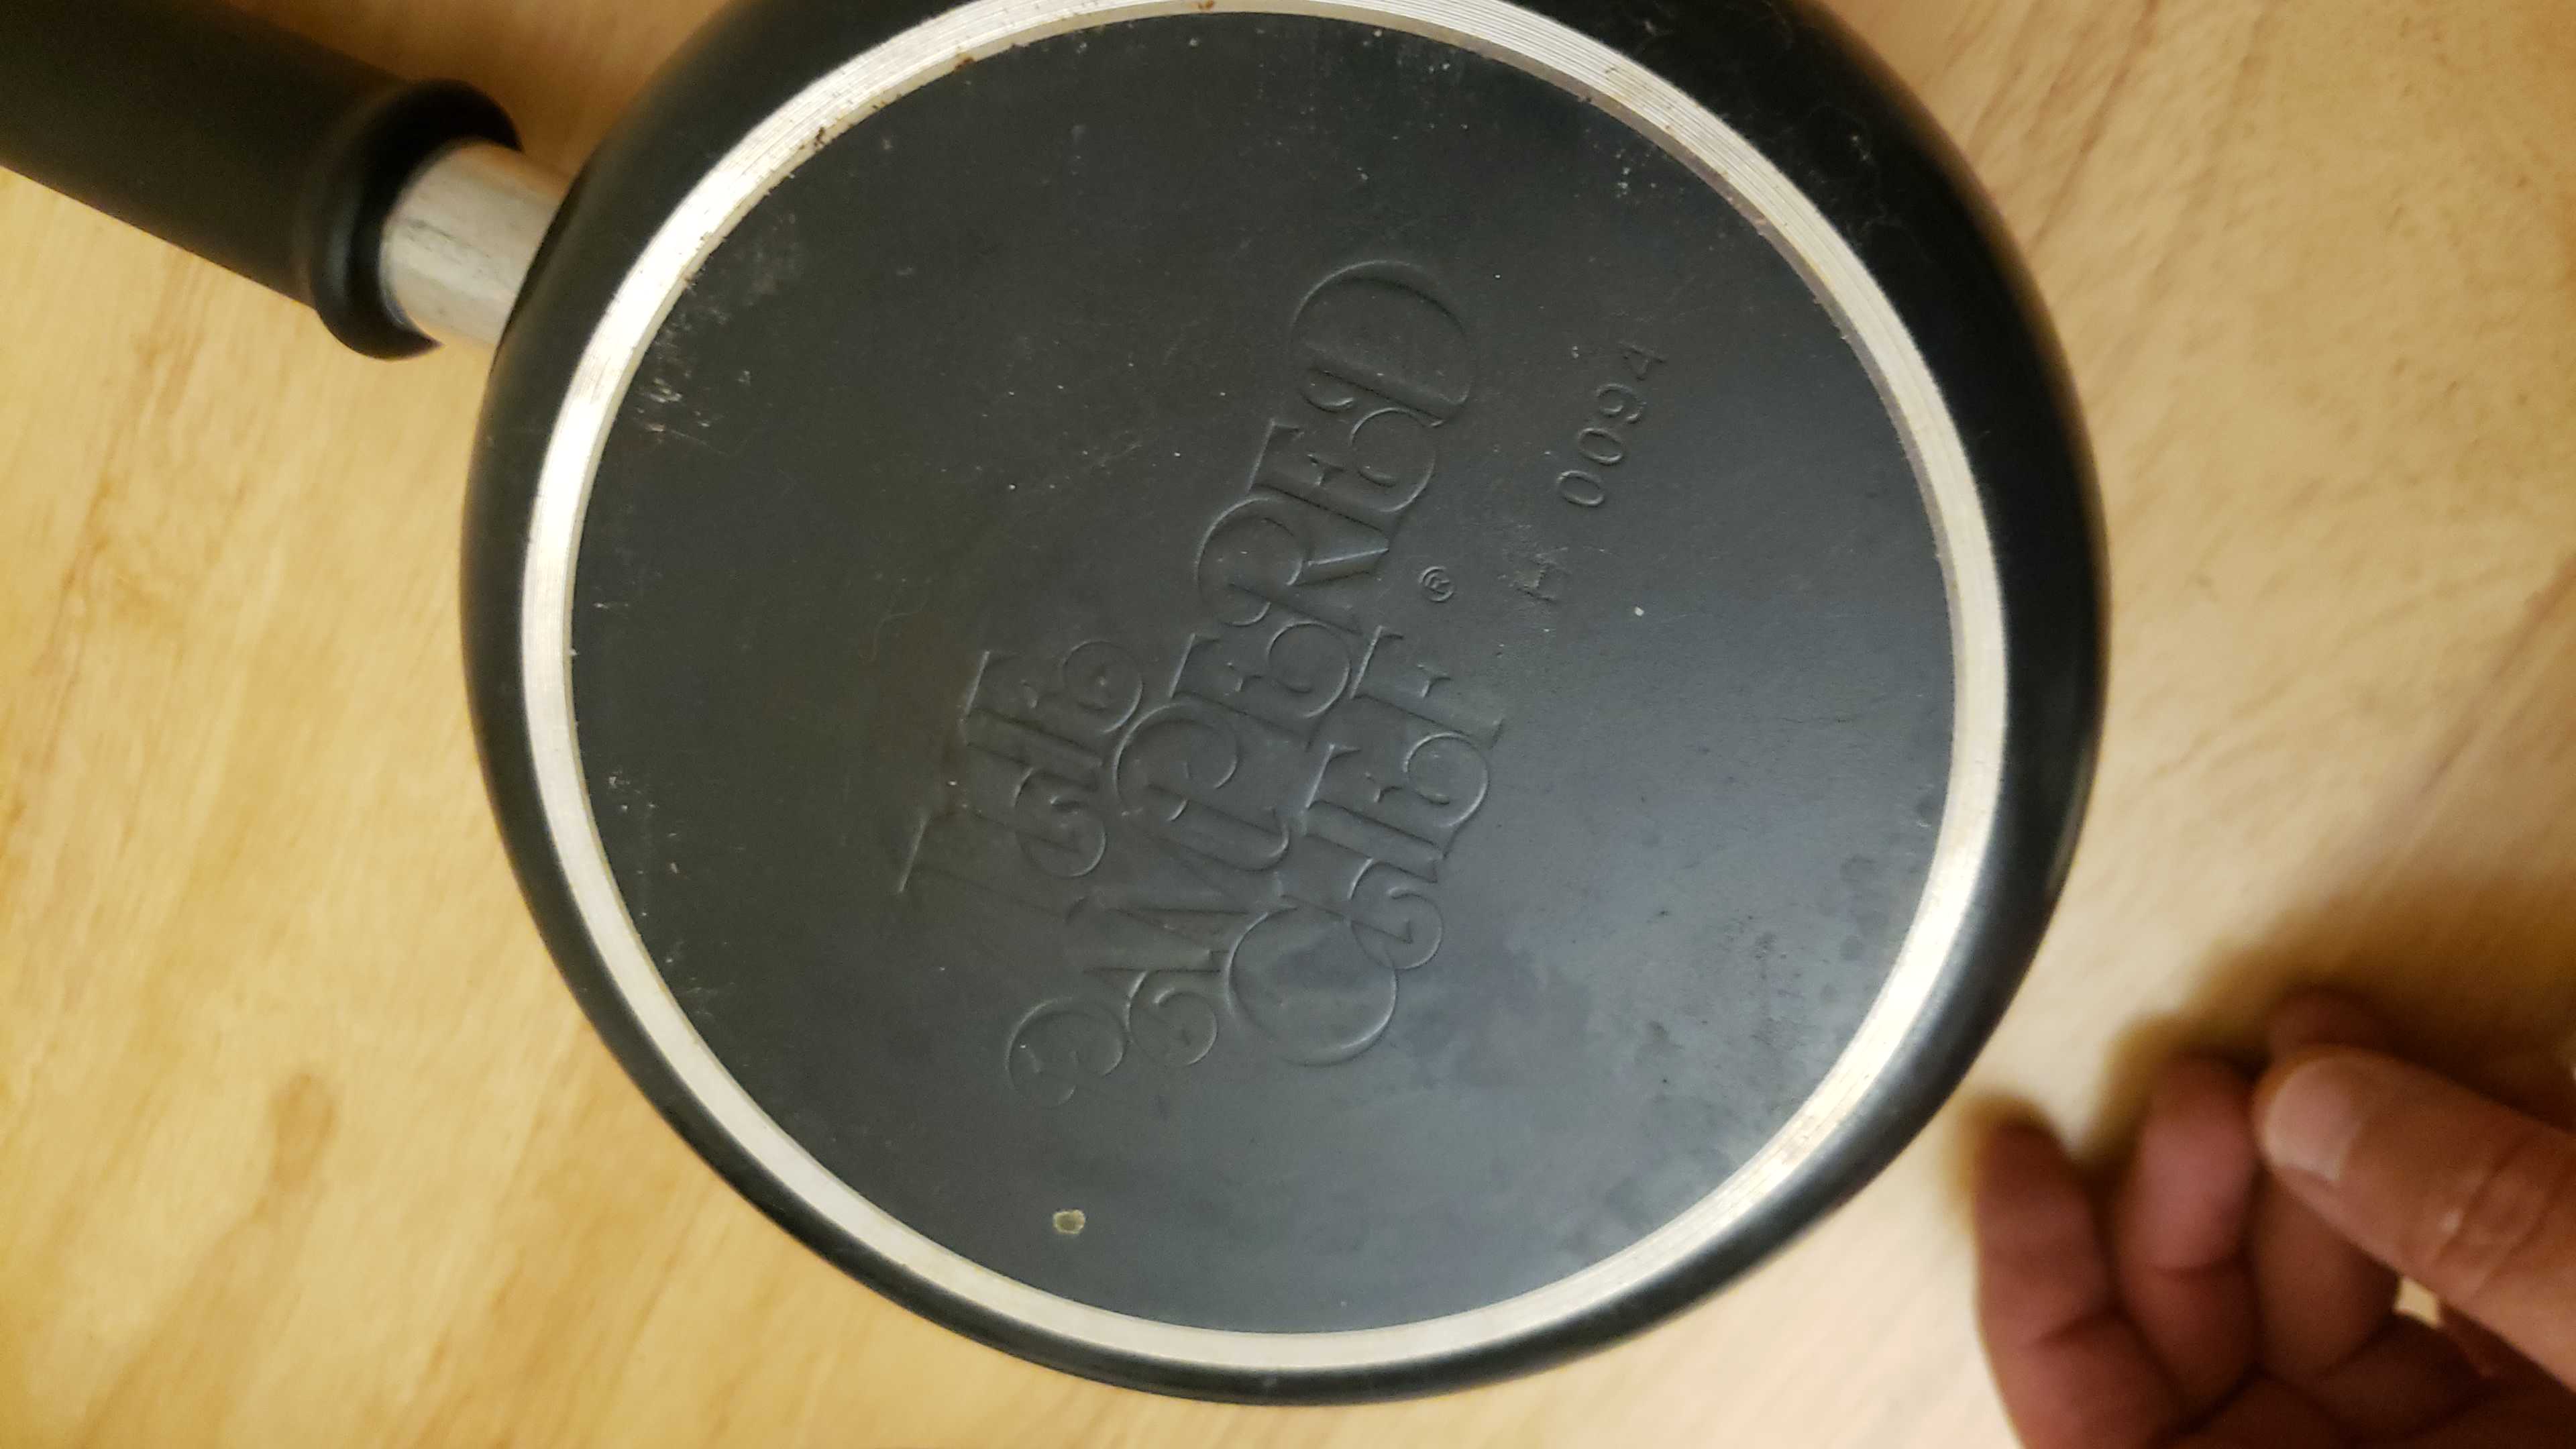 THE
PAMPERED
CHEF®
H 0094